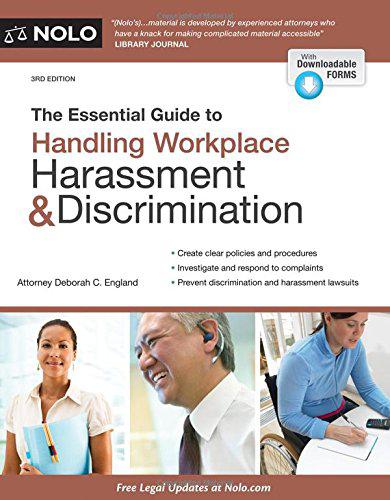 NOLO
"(Nolo's)...material is developed by experienced attorneys who
have a knack for making complicated material accessible"
LIBRARY JOURNAL
With
Downloadable
FORMS
3RD EDITION
The Essential Guide to
Handling Workplace
Harassment
&Discrimination
• Create clear policies and procedures
• Investigate and respond to complaints
• Prevent discrimination and harassment lawsuits
Attorney Deborah C. England
Free Legal Updates at Nolo.com